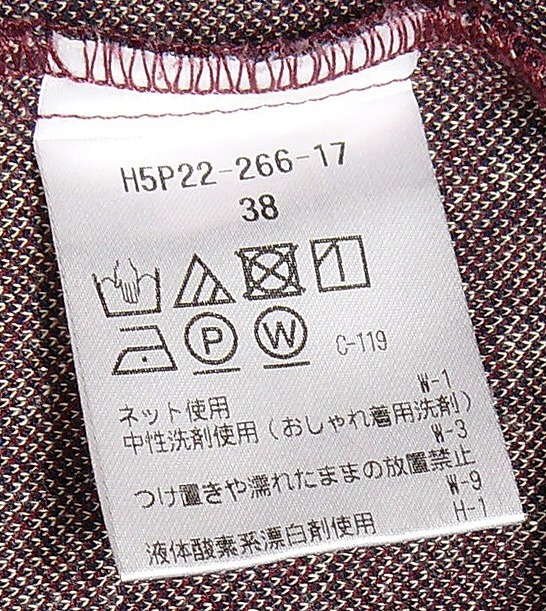 H5P22-266-17
38
P W C-119
W-1
ネット使用
中性洗剤使用（おしゃれ着用洗剤）
W-3
つけ置きや濡れたままの放置禁止
W-9
H-1
液体酸素系漂白剤使用